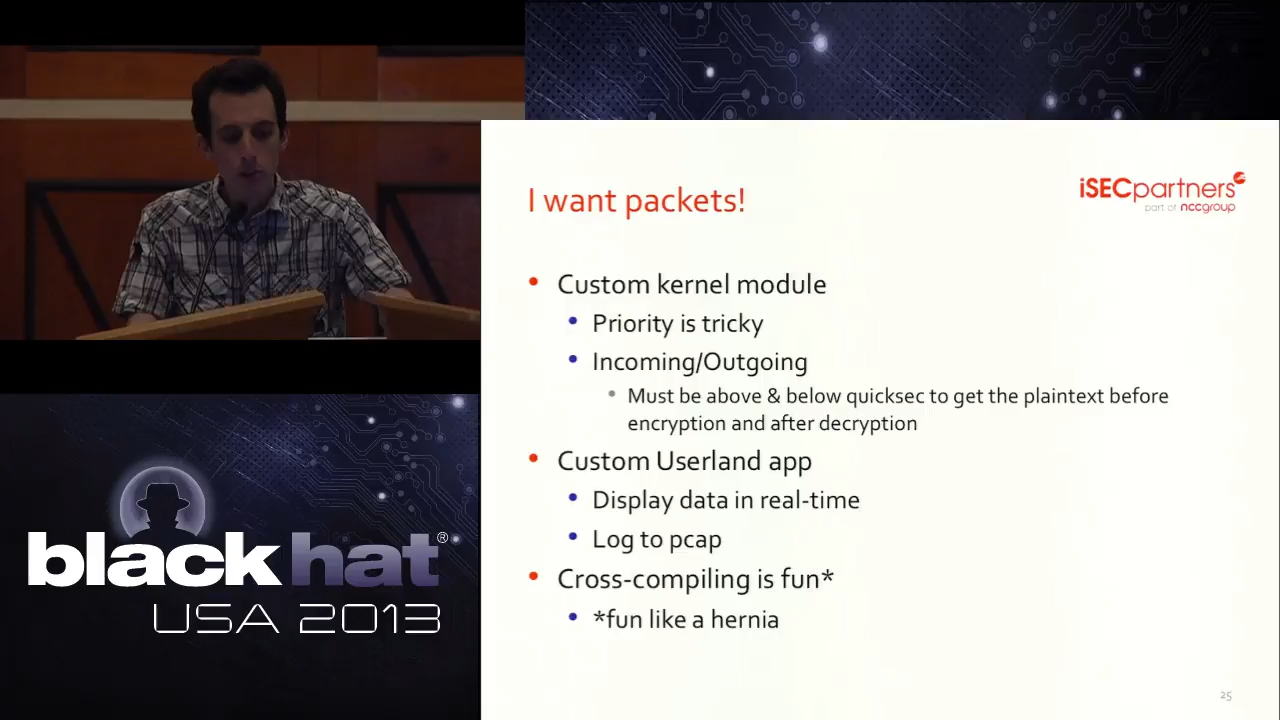 I want packets!
iSECpartners
part of nccgroup
• Custom kernel module
• Priority is tricky
• Incoming/Outgoing
• Must be above & below quicksec to get the plaintext before
encryption and after decryption
• Custom Userland app
• Display data in real-time
• Log to pcap
• Cross-compiling is fun*
• *fun like a hernia
25
blackhat®
USA 2013